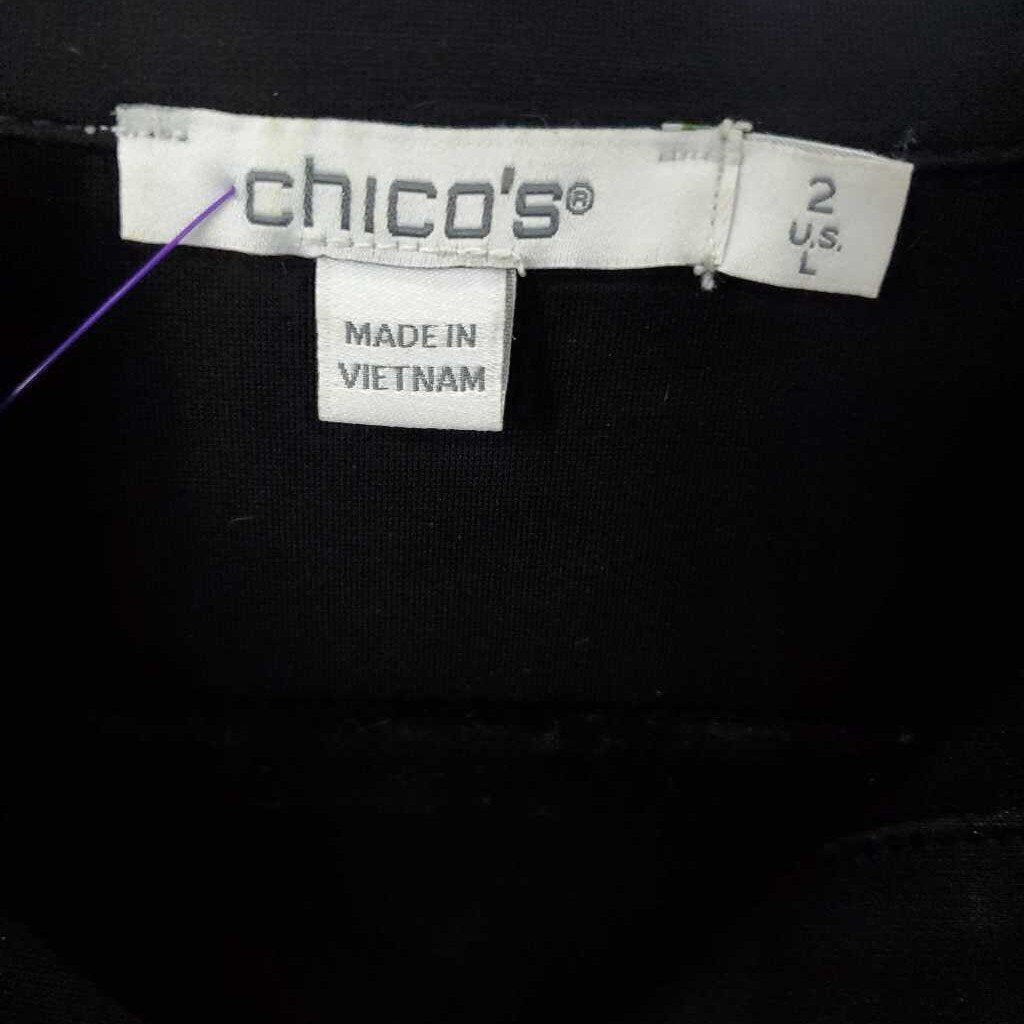 chico's®
2
U.S.
L
MADE IN
VIETNAM